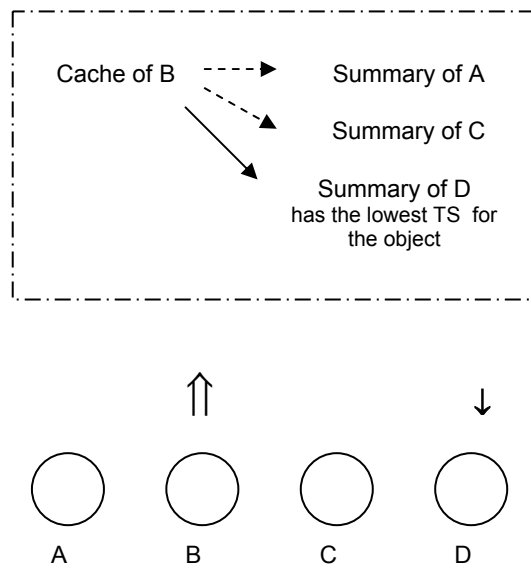 Cache of B
Summary of A
Summary of C
Summary of D
has the lowest TS for
the object
A B C D